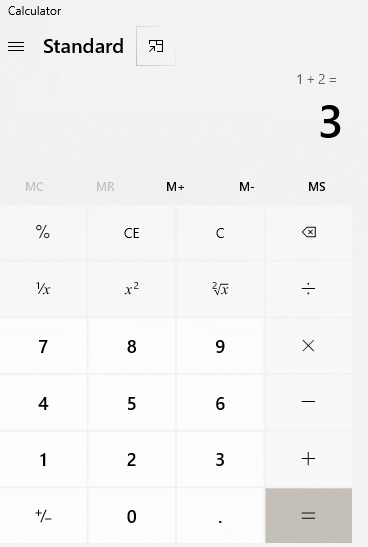 Calculator
Standard
1 + 2 =
3
MC MR M+ M- MS
% CE C
¹/x x² ²√x ÷
7 8 9 ×
4 5 6 −
1 2 3 +
+/− 0 . =